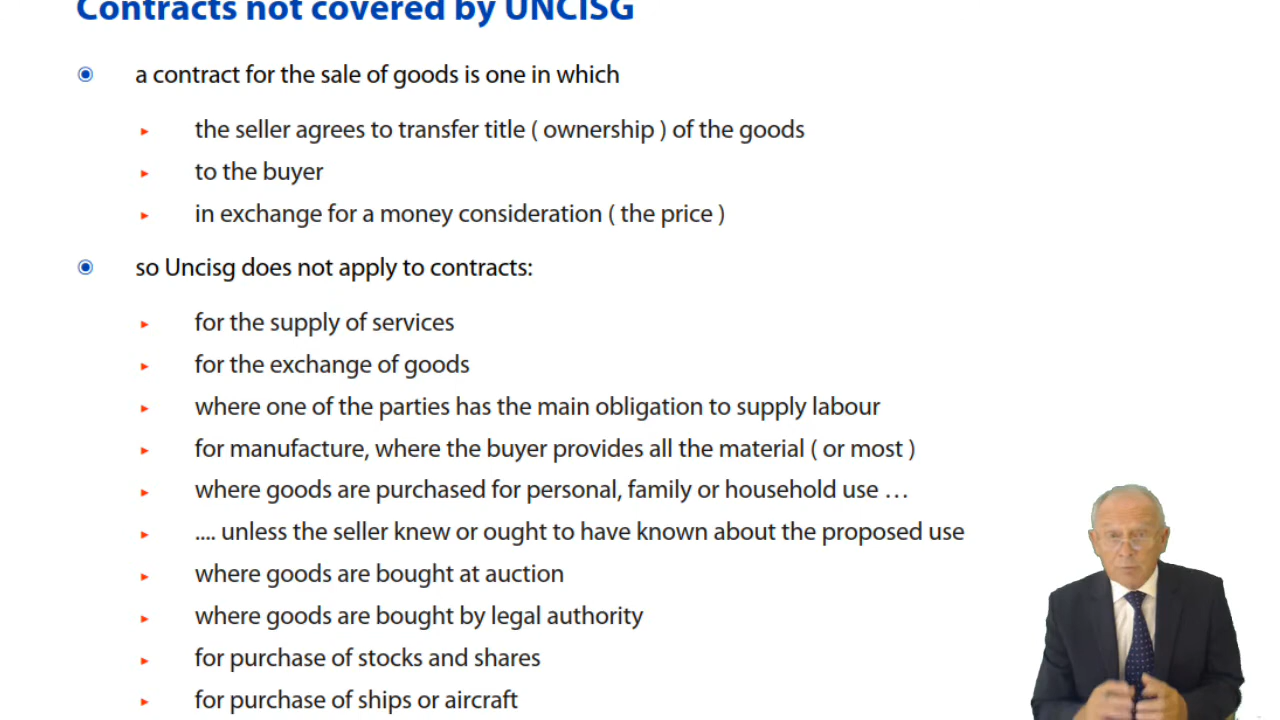 Contracts not covered by UNCISG
a contract for the sale of goods is one in which
the seller agrees to transfer title ( ownership ) of the goods
to the buyer
in exchange for a money consideration ( the price )
so Uncisg does not apply to contracts:
for the supply of services
for the exchange of goods
where one of the parties has the main obligation to supply labour
for manufacture, where the buyer provides all the material ( or most )
where goods are purchased for personal, family or household use …
.... unless the seller knew or ought to have known about the proposed use
where goods are bought at auction
where goods are bought by legal authority
for purchase of stocks and shares
for purchase of ships or aircraft